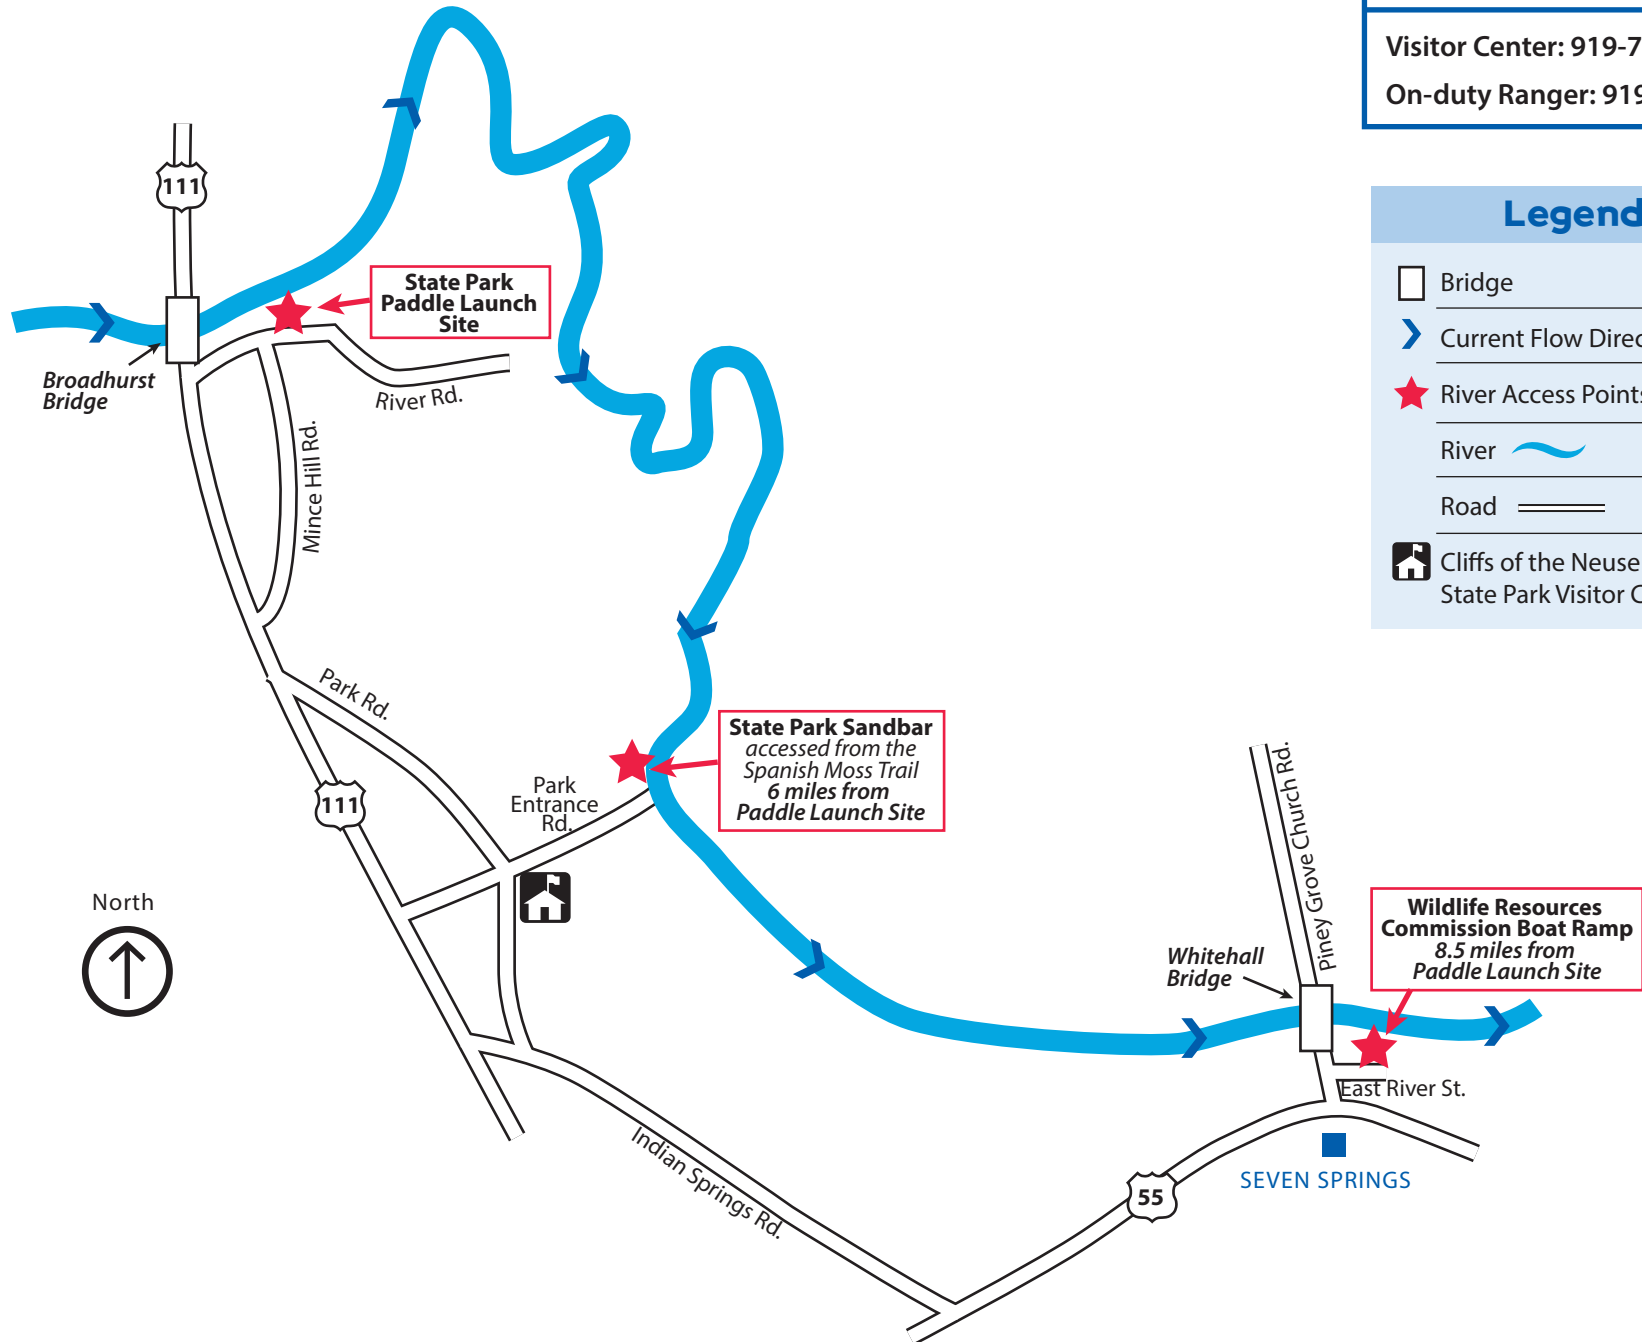 Visitor Center: 919-7
On-duty Ranger: 919
Legend
Bridge
Current Flow Direc
River Access Points
River
Road
Cliffs of the Neuse
State Park Visitor C
111
State Park
Paddle Launch
Site
Broadhurst
Bridge
River Rd.
Mince Hill Rd.
Park Rd.
State Park Sandbar
accessed from the
Spanish Moss Trail
6 miles from
Paddle Launch Site
Park
Entrance
Rd.
111
North
Piney Grove Church Rd.
Wildlife Resources
Commission Boat Ramp
8.5 miles from
Paddle Launch Site
Whitehall
Bridge
East River St.
Indian Springs Rd.
55
SEVEN SPRINGS